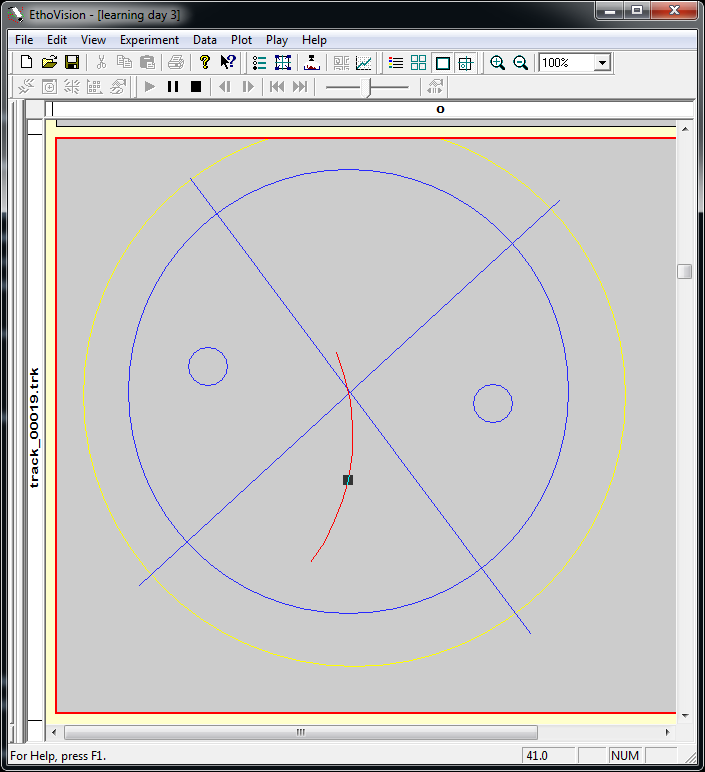 EthoVision - [learning day 3]
File Edit View Experiment Data Plot Play Help
100%
0
track_00019.trk
For Help, press F1.
41.0
NUM